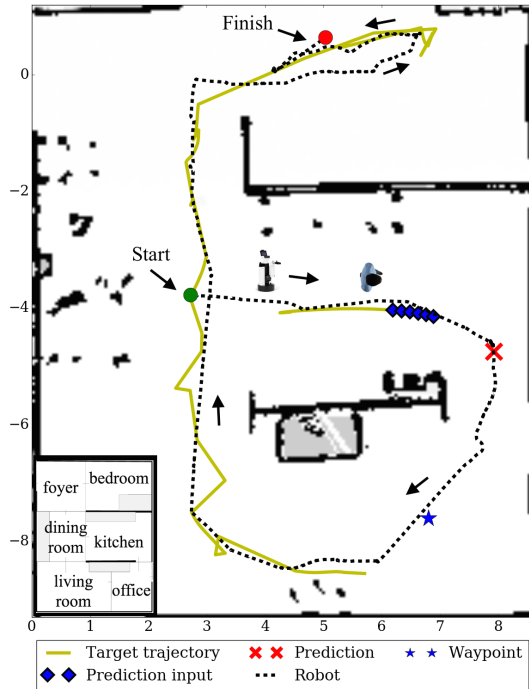 Finish
0
−2
−4
−6
−8
Start
foyer
bedroom
dining
room
kitchen
living
room
office
0 1 2 3 4 5 6 7 8
Target trajectory
Prediction
Waypoint
Prediction input
Robot